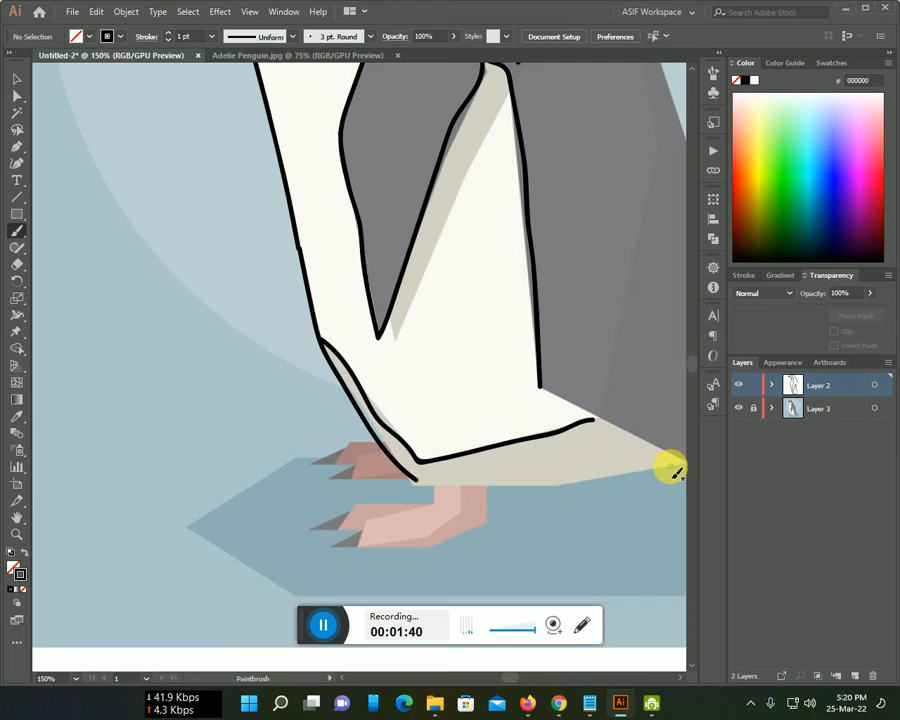 Ai File Edit Object Type Select Effect View Window Help ASIF Workspace Search Adobe Stock
No Selection Stroke: 1 pt Uniform 3 pt. Round Opacity: 100% Style: Document Setup Preferences
Untitled-2* @ 150% (RGB/GPU Preview) × Adelie Penguin.jpg @ 75% (RGB/GPU Preview) ×
Color Color Guide Swatches
# 000000
Stroke Gradient Transparency
Normal Opacity: 100%
Make Mask
Clip
Invert Mask
Layers Appearance Artboards
Layer 2
Layer 3
Recording...
00:01:40
2 Layers
150% 1 Paintbrush
41.9 Kbps
4.3 Kbps
Ai
5:20 PM
25-Mar-22